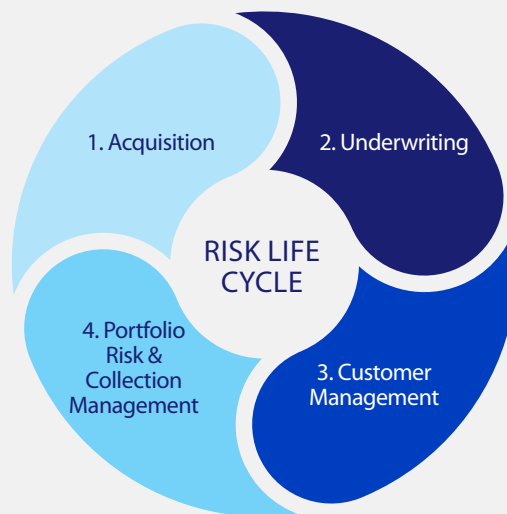 1. Acquisition
2. Underwriting
RISK LIFE
CYCLE
3. Customer
Management
4. Portfolio
Risk &
Collection
Management